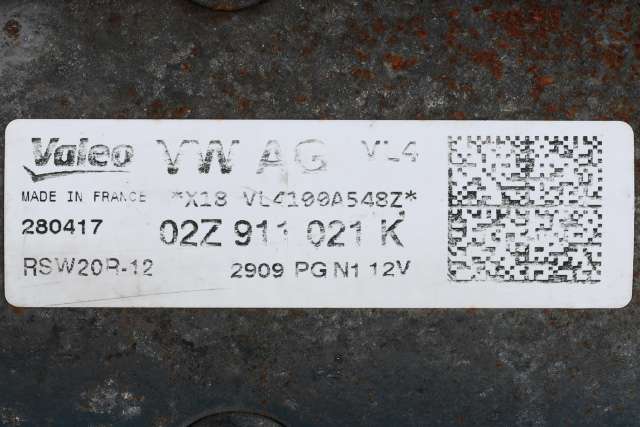 Valeo VW AG VL4
MADE IN FRANCE *X18 VL4100A548Z*
280417 02Z 911 021 K
RSW20R-12 2909 PG N1 12V